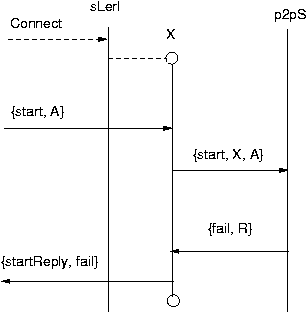 sLerl
p2pS
Connect
X
{start, A}
{start, X, A}
{fail, R}
{startReply, fail}